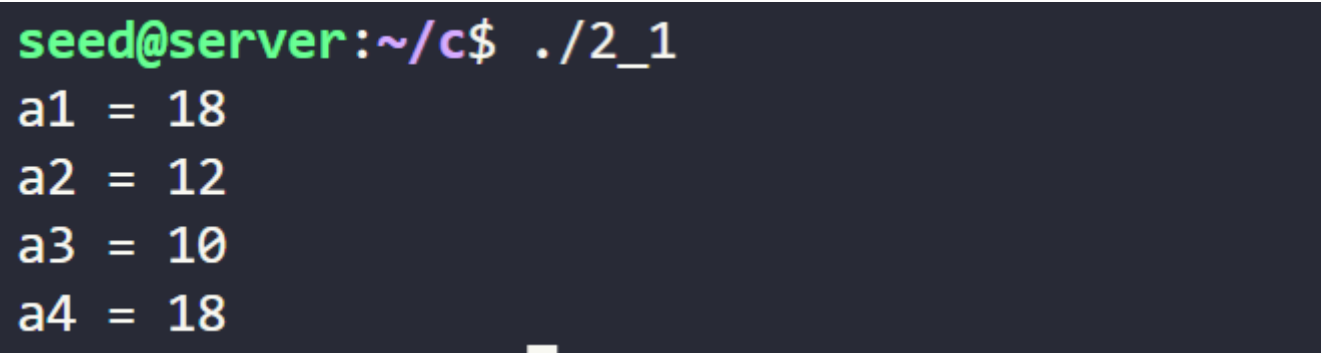 seed@server:~/c$ ./2_1
a1 = 18
a2 = 12
a3 = 10
a4 = 18